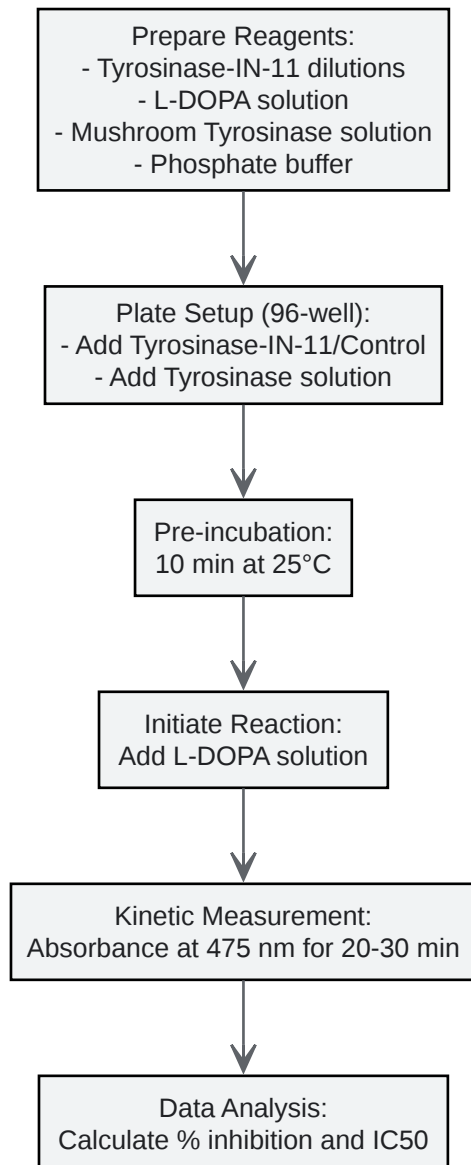 Prepare Reagents:
- Tyrosinase-IN-11 dilutions
- L-DOPA solution
- Mushroom Tyrosinase solution
- Phosphate buffer
Plate Setup (96-well):
- Add Tyrosinase-IN-11/Control
- Add Tyrosinase solution
Pre-incubation:
10 min at 25°C
Initiate Reaction:
Add L-DOPA solution
Kinetic Measurement:
Absorbance at 475 nm for 20-30 min
Data Analysis:
Calculate % inhibition and IC50